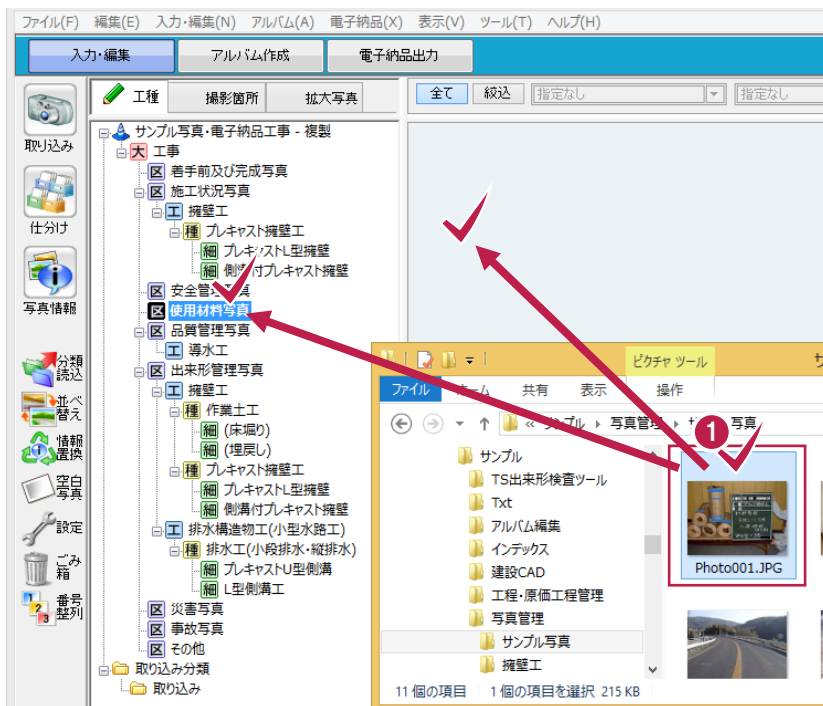 ファイル(F) 編集(E) 入力・編集(N) アルバム(A) 電子納品(X) 表示(V) ツール(T) ヘルプ(H)
入力・編集 アルバム作成 電子納品出力
取り込み
仕分け
写真情報
分類読込
並べ替え
情報置換
空白写真
設定
ごみ箱
番号整列
工種 撮影箇所 拡大写真
サンプル写真・電子納品工事 - 複製
大 工事
区 着手前及び完成写真
区 施工状況写真
工 擁壁工
種 プレキャスト擁壁工
細 プレキャストL型擁壁
細 側溝付プレキャスト擁壁
区 安全管理写真
区 使用材料写真
区 品質管理写真
工 導水工
区 出来形管理写真
工 擁壁工
種 作業土工
細 (床堀り)
細 (埋戻し)
種 プレキャスト擁壁工
細 プレキャストL型擁壁
細 側溝付プレキャスト擁壁
工 排水構造物工(小型水路工)
種 排水工(小段排水・縦排水)
細 プレキャストU型側溝
細 L型側溝工
区 災害写真
区 事故写真
区 その他
取り込み分類
取り込み
全て 絞込 指定なし 指定なし
ピクチャ ツール サ
ファイル ホーム 共有 表示 操作
« サンプル 写真管理 サ 写真
1
サンプル
TS出来形検査ツール
Txt
アルバム編集
インデックス
建設CAD
工程・原価工程管理
写真管理
サンプル写真
擁壁工
Photo001.JPG
11 個の項目 1 個の項目を選択 215 KB